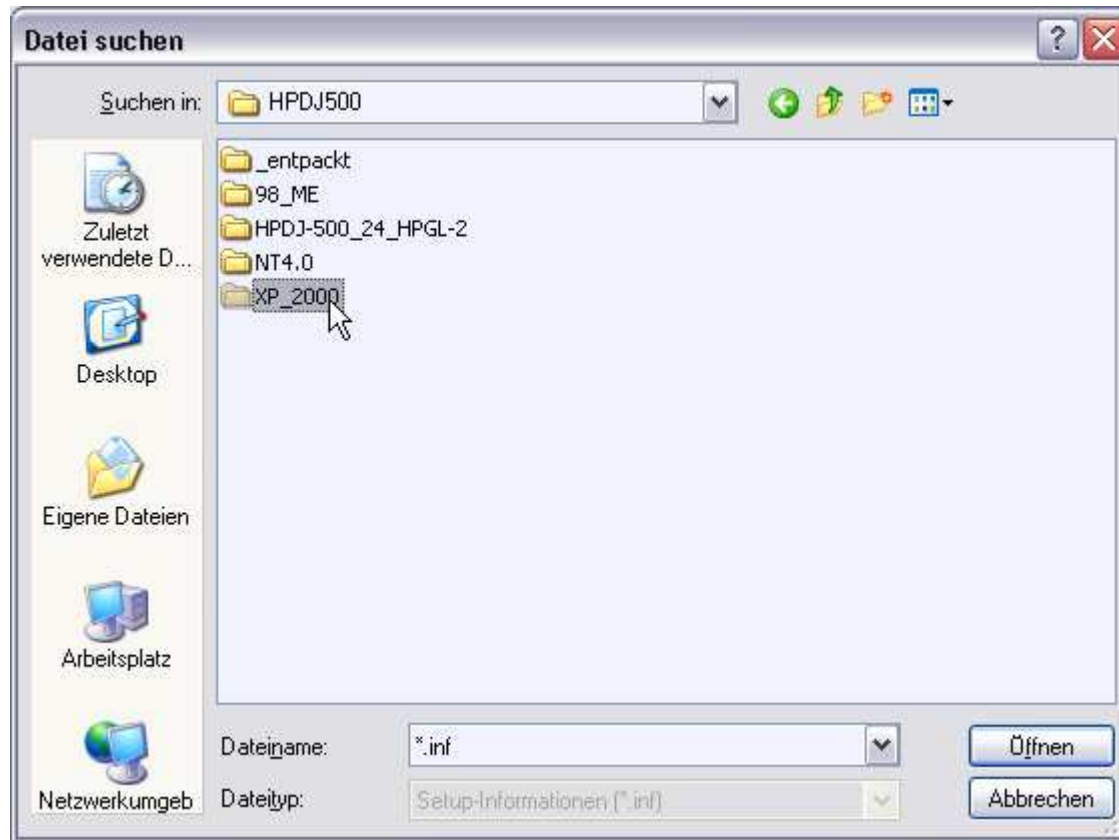 Datei suchen
?
Suchen in: HPDJ500
_entpackt
98_ME
HPDJ-500_24_HPGL-2
NT4.0
XP_2000
Zuletzt
verwendete D...
Desktop
Eigene Dateien
Arbeitsplatz
Netzwerkumgeb
Dateiname: *.inf Öffnen
Dateityp: Setup-Informationen (*.inf) Abbrechen